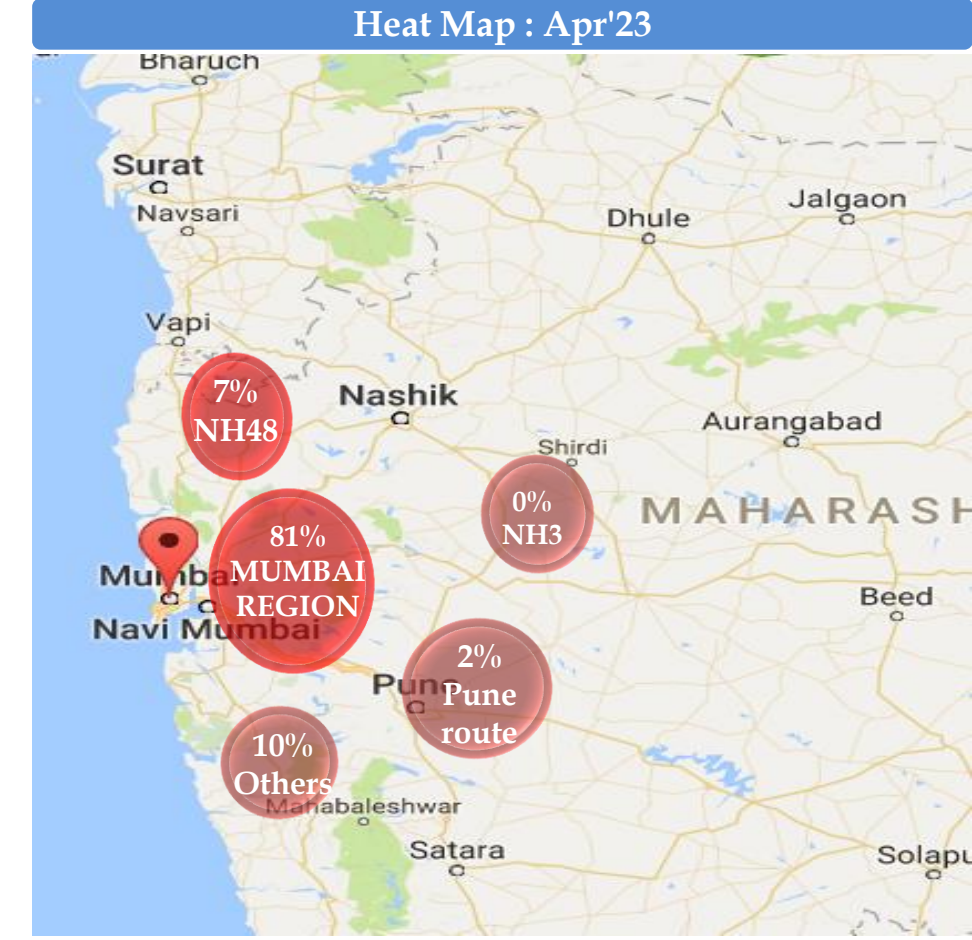 Heat Map : Apr'23
Bharuch
Surat
Navsari
Dhule
Jalgaon
Vapi
7%
NH48
Nashik
Aurangabad
Shirdi
0%
NH3
MAHARASH
81%
MUMBAI
REGION
Mumbai
Navi Mumbai
Beed
2%
Pune
route
Pune
10%
Others
Mahabaleshwar
Satara
Solapu